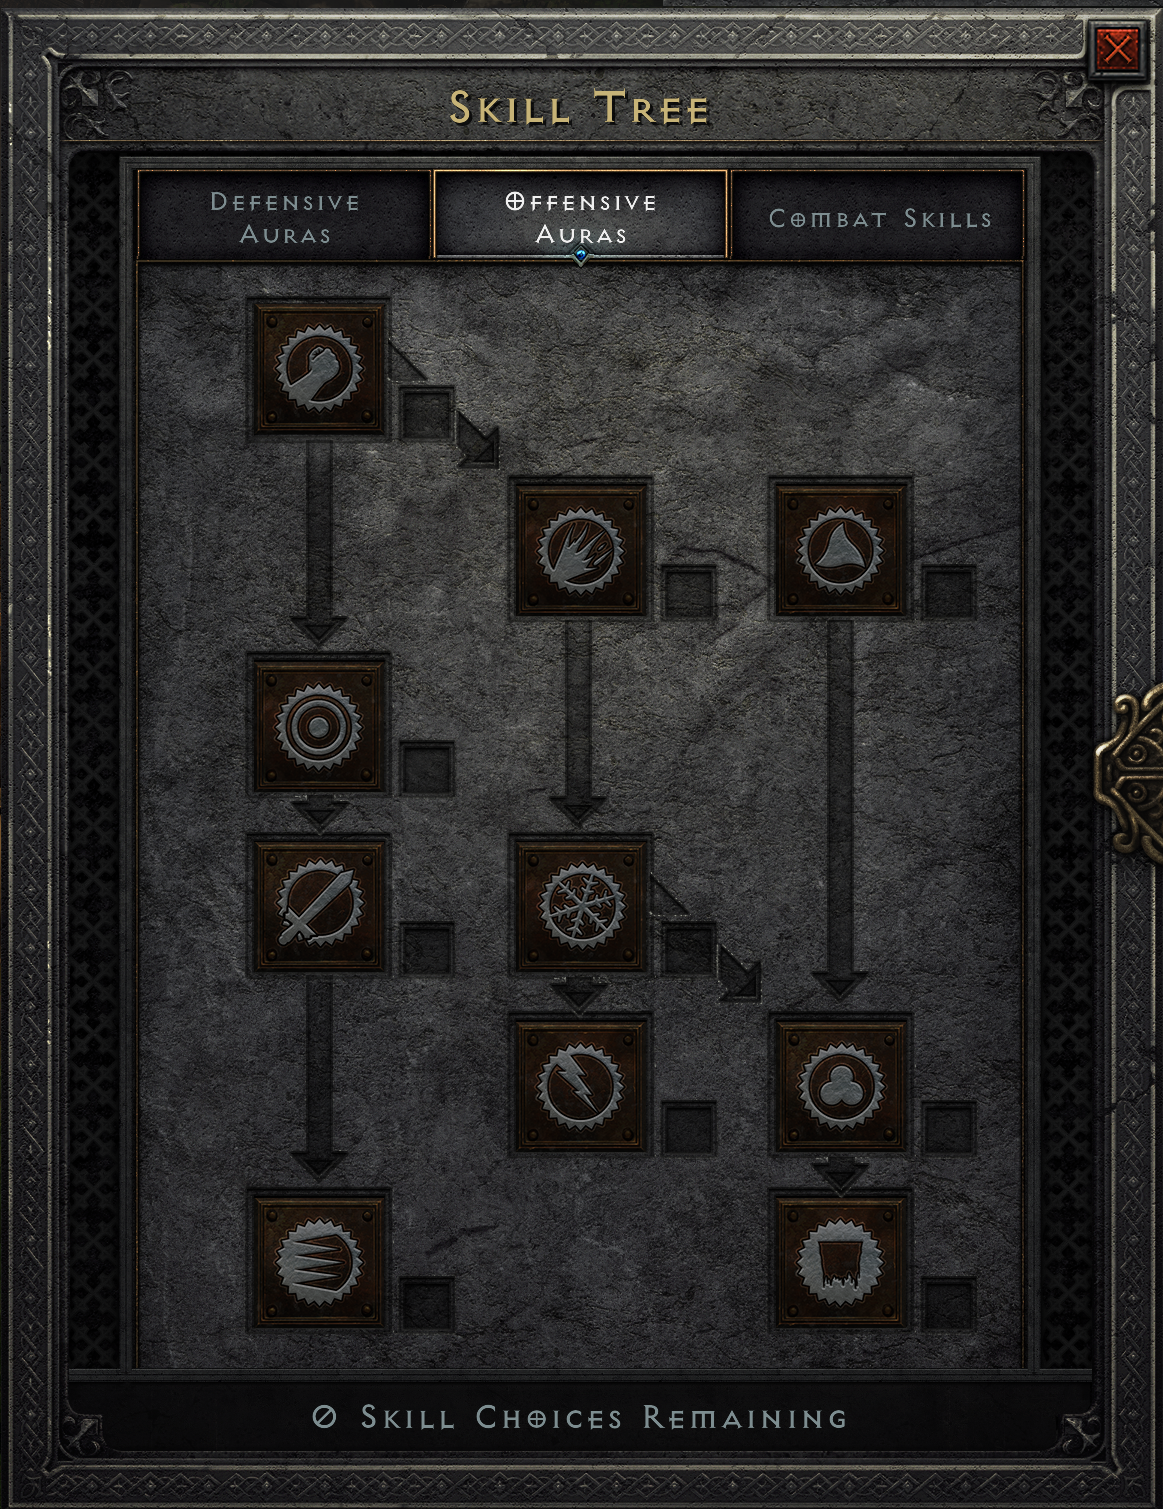 Skill Tree
Defensive
Auras
Offensive
Auras
Combat Skills
0 Skill Choices Remaining